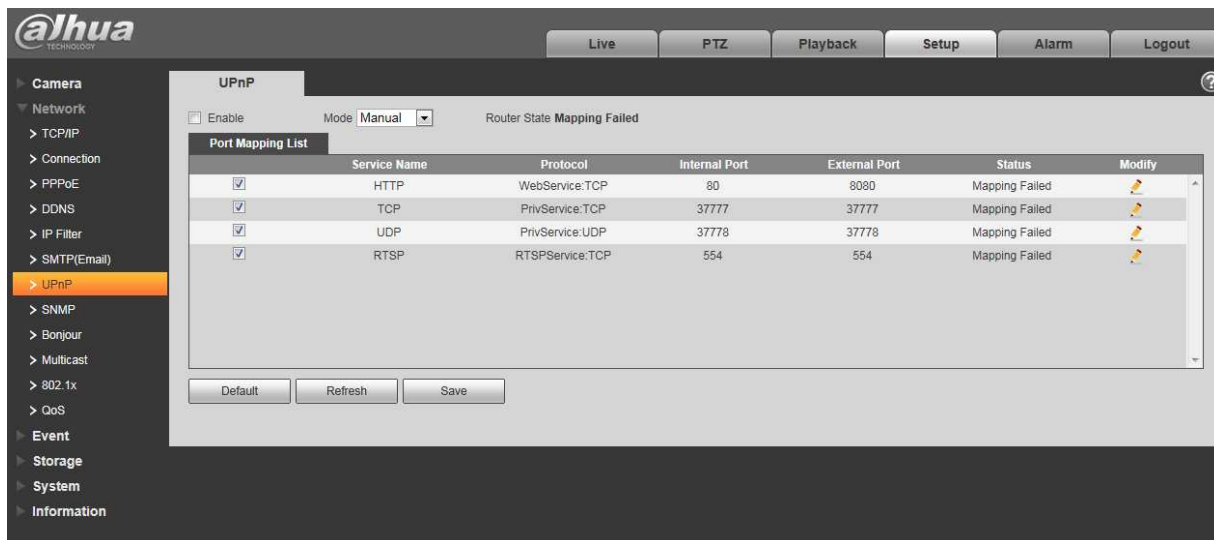 alhua
TECHNOLOGY
Live PTZ Playback Setup Alarm Logout
Camera
Network
> TCP/IP
> Connection
> PPPoE
> DDNS
> IP Filter
> SMTP(Email)
> UPnP
> SNMP
> Bonjour
> Multicast
> 802.1x
> QoS
Event
Storage
System
Information
UPnP
?
Enable Mode Manual Router State Mapping Failed
Port Mapping List
Service Name Protocol Internal Port External Port Status Modify
HTTP WebService:TCP 80 8080 Mapping Failed
TCP PrivService:TCP 37777 37777 Mapping Failed
UDP PrivService:UDP 37778 37778 Mapping Failed
RTSP RTSPService:TCP 554 554 Mapping Failed
Default Refresh Save